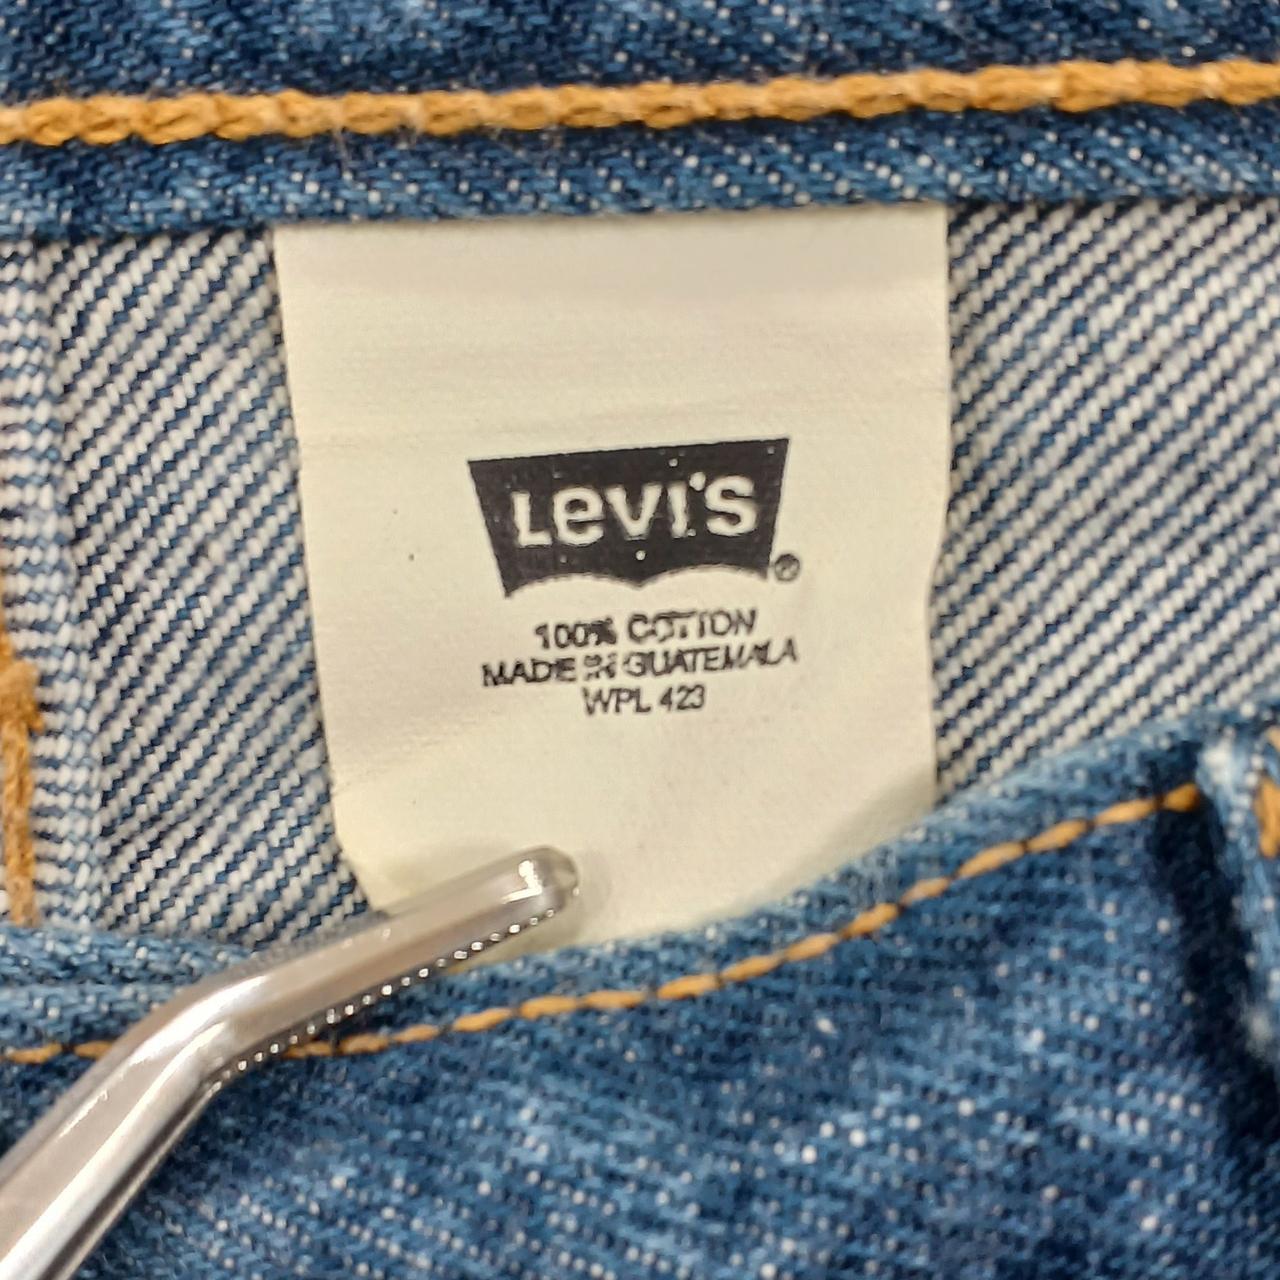 Levi's®
100% COTTON
MADE IN GUATEMALA
WPL 423